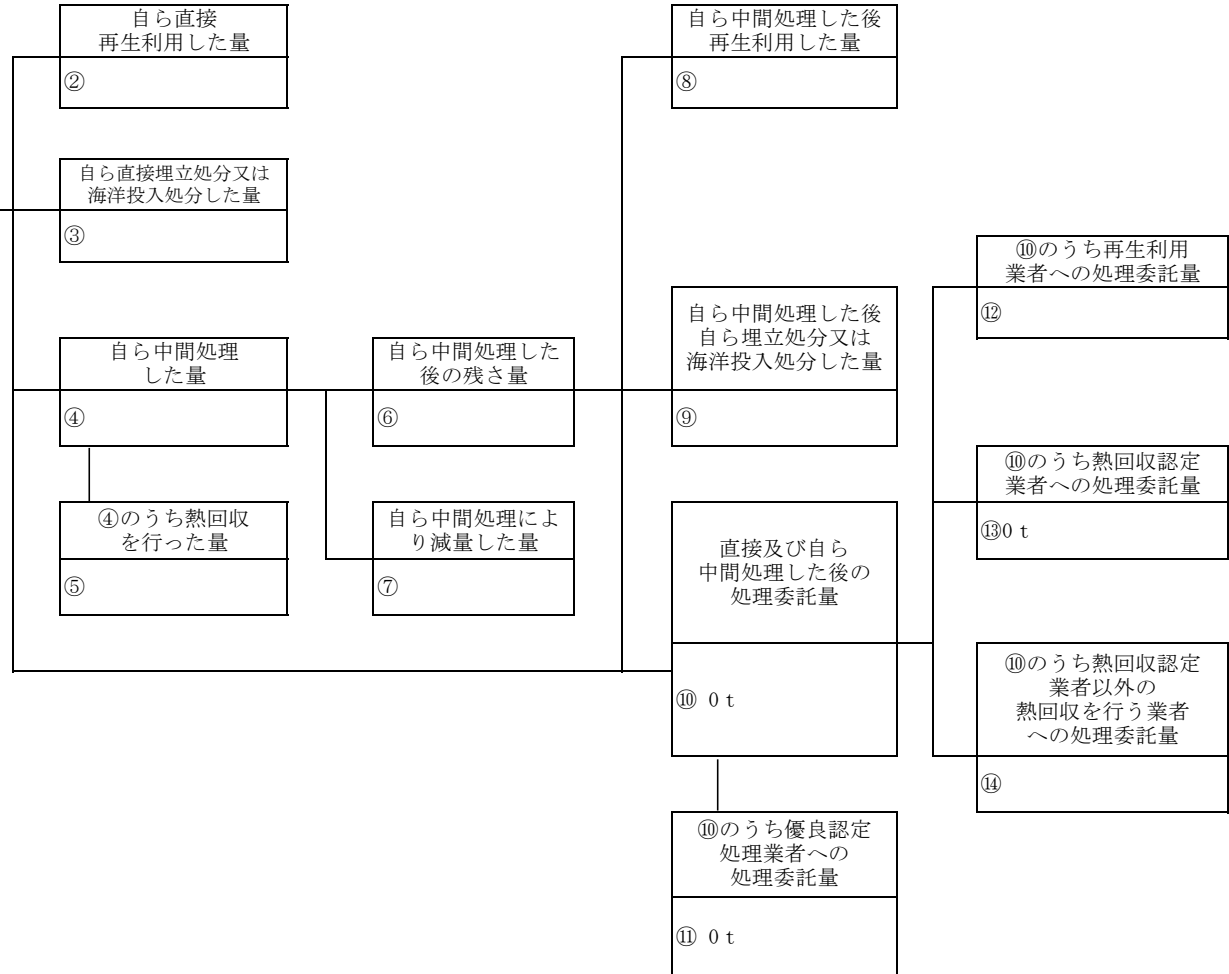 自ら直接
再生利用した量
②
自ら直接埋立処分又は
海洋投入処分した量
③
自ら中間処理
した量
④
④のうち熱回収
を行った量
⑤
自ら中間処理した
後の残さ量
⑥
自ら中間処理によ
り減量した量
⑦
自ら中間処理した後
再生利用した量
⑧
自ら中間処理した後
自ら埋立処分又は
海洋投入処分した量
⑨
直接及び自ら
中間処理した後の
処理委託量
⑩ 0 t
⑩のうち優良認定
処理業者への
処理委託量
⑪ 0 t
⑩のうち再生利用
業者への処理委託量
⑫
⑩のうち熱回収認定
業者への処理委託量
⑬0 t
⑩のうち熱回収認定
業者以外の
熱回収を行う業者
への処理委託量
⑭